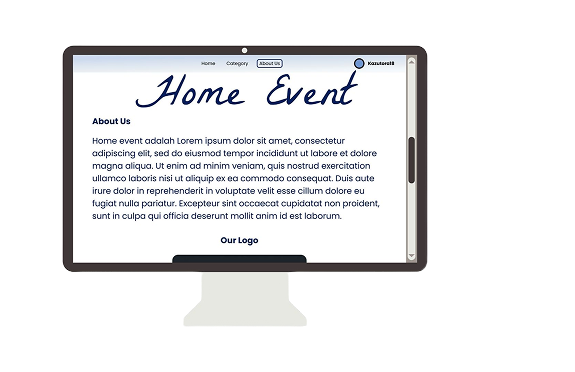 Home Category About Us Kazutora18
Home Event
About Us
Home event adalah Lorem ipsum dolor sit amet, consectetur
adipiscing elit, sed do eiusmod tempor incididunt ut labore et dolore
magna aliqua. Ut enim ad minim veniam, quis nostrud exercitation
ullamco laboris nisi ut aliquip ex ea commodo consequat. Duis aute
irure dolor in reprehenderit in voluptate velit esse cillum dolore eu
fugiat nulla pariatur. Excepteur sint occaecat cupidatat non proident,
sunt in culpa qui officia deserunt mollit anim id est laborum.
Our Logo